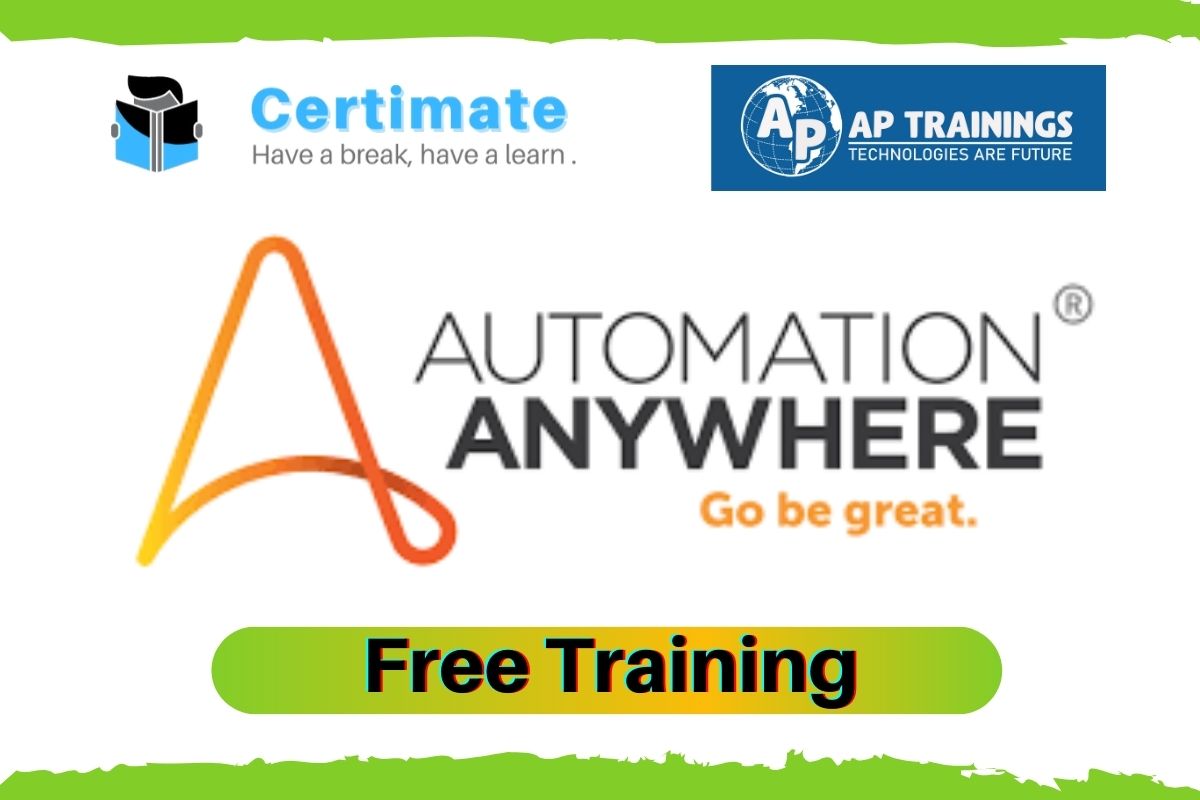 Certimate
Have a break, have a learn .
AP
AP TRAININGS
TECHNOLOGIES ARE FUTURE
AUTOMATION ®
ANYWHERE
Go be great.
Free Training